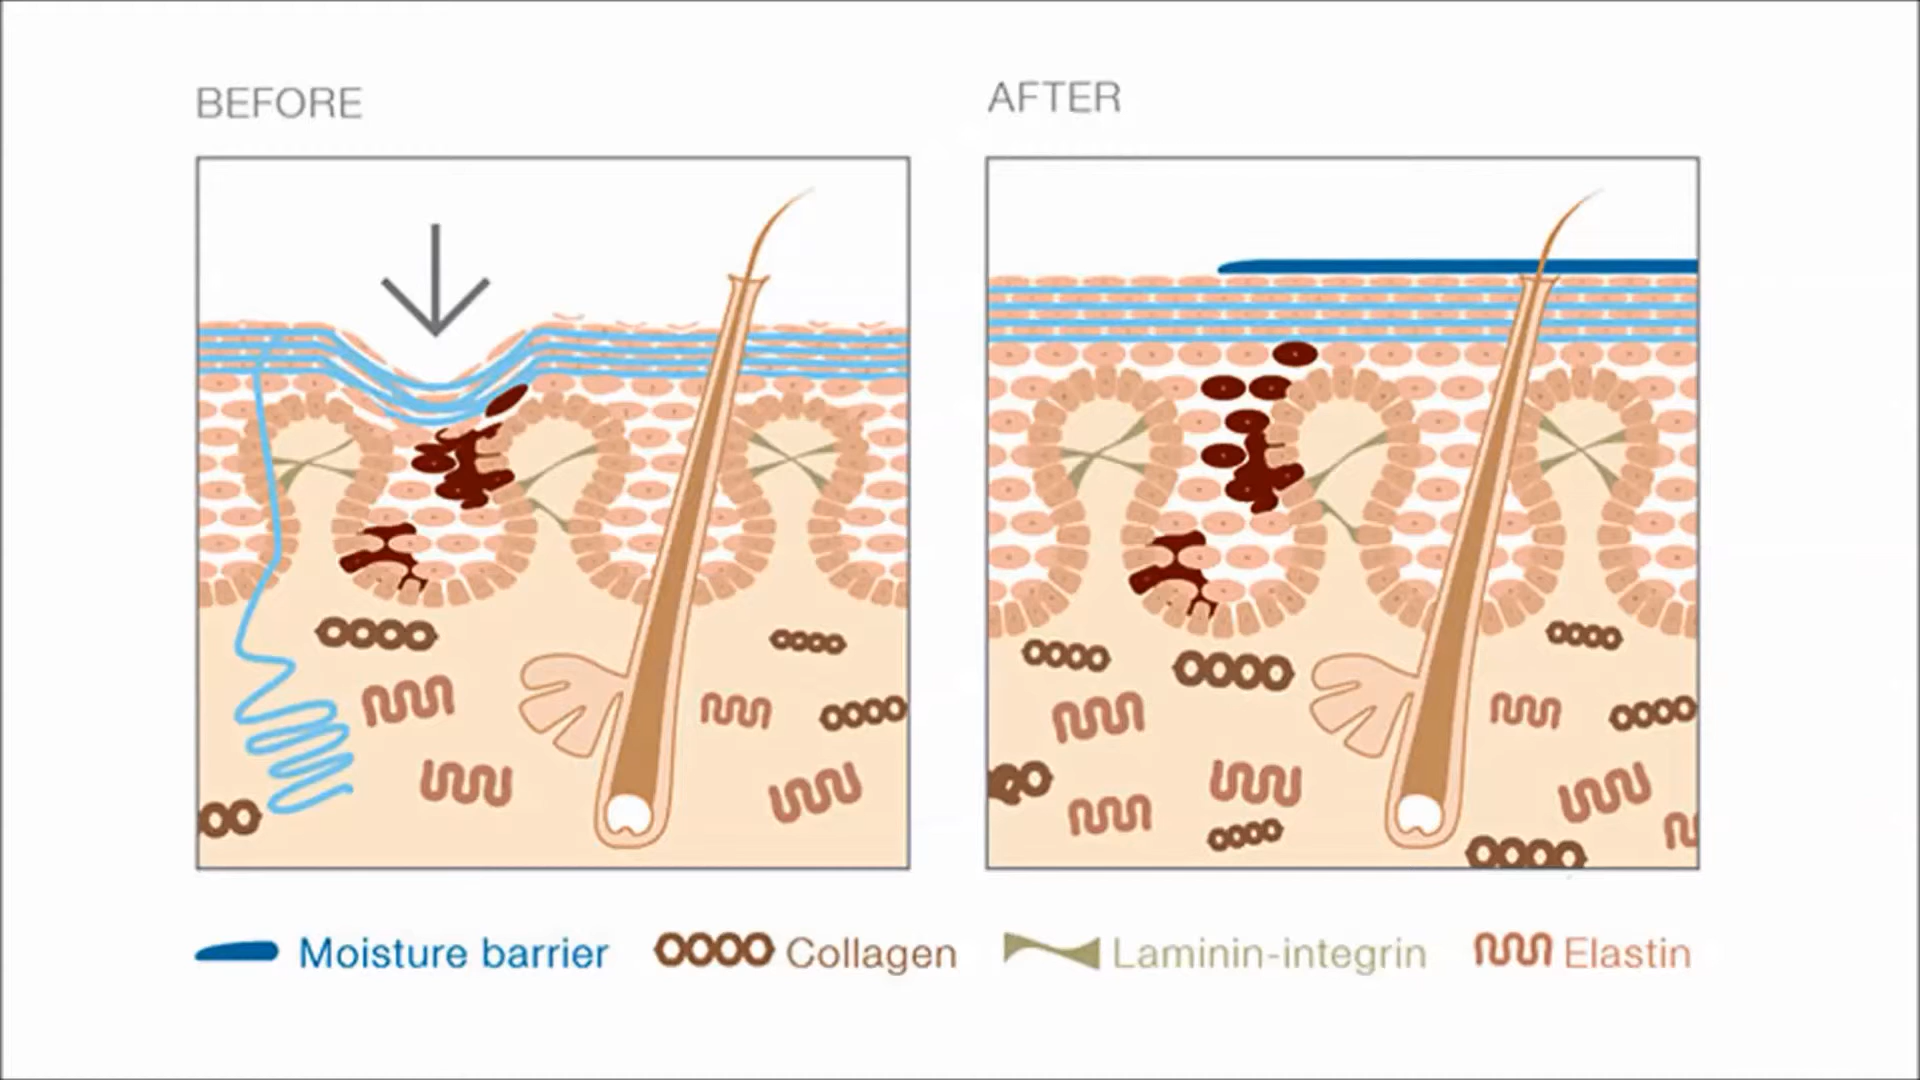 BEFORE
AFTER
Moisture barrier
Collagen
Laminin-integrin
Elastin